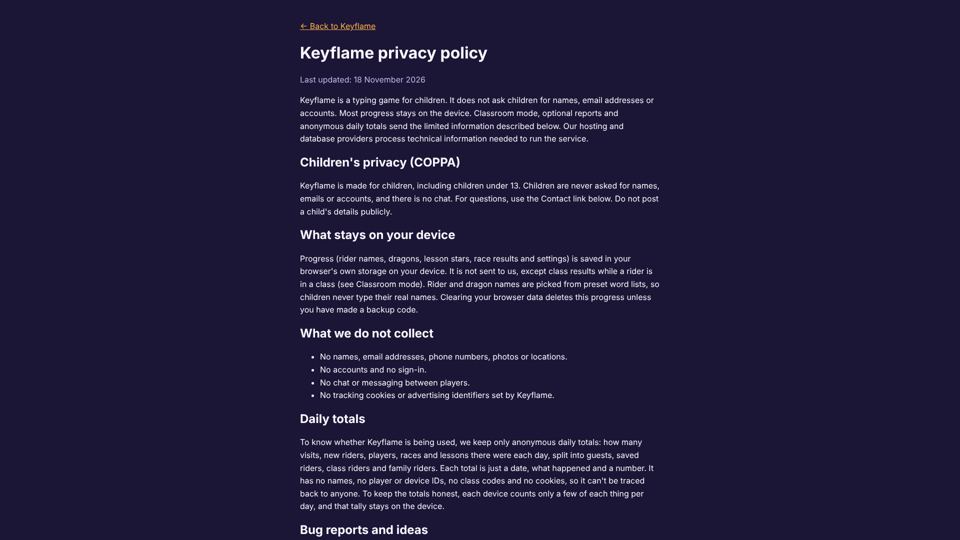 ← Back to Keyflame
Keyflame privacy policy
Last updated: 18 November 2026
Keyflame is a typing game for children. It does not ask children for names, email addresses or
accounts. Most progress stays on the device. Classroom mode, optional reports and
anonymous daily totals send the limited information described below. Our hosting and
database providers process technical information needed to run the service.
Children's privacy (COPPA)
Keyflame is made for children, including children under 13. Children are never asked for names,
emails or accounts, and there is no chat. For questions, use the Contact link below. Do not post
a child's details publicly.
What stays on your device
Progress (rider names, dragons, lesson stars, race results and settings) is saved in your
browser's own storage on your device. It is not sent to us, except class results while a rider is
in a class (see Classroom mode). Rider and dragon names are picked from preset word lists, so
children never type their real names. Clearing your browser data deletes this progress unless
you have made a backup code.
What we do not collect
• No names, email addresses, phone numbers, photos or locations.
• No accounts and no sign-in.
• No chat or messaging between players.
• No tracking cookies or advertising identifiers set by Keyflame.
Daily totals
To know whether Keyflame is being used, we keep only anonymous daily totals: how many
visits, new riders, players, races and lessons there were each day, split into guests, saved
riders, class riders and family riders. Each total is just a date, what happened and a number. It
has no names, no player or device IDs, no class codes and no cookies, so it can't be traced
back to anyone. To keep the totals honest, each device counts only a few of each thing per
day, and that tally stays on the device.
Bug reports and ideas